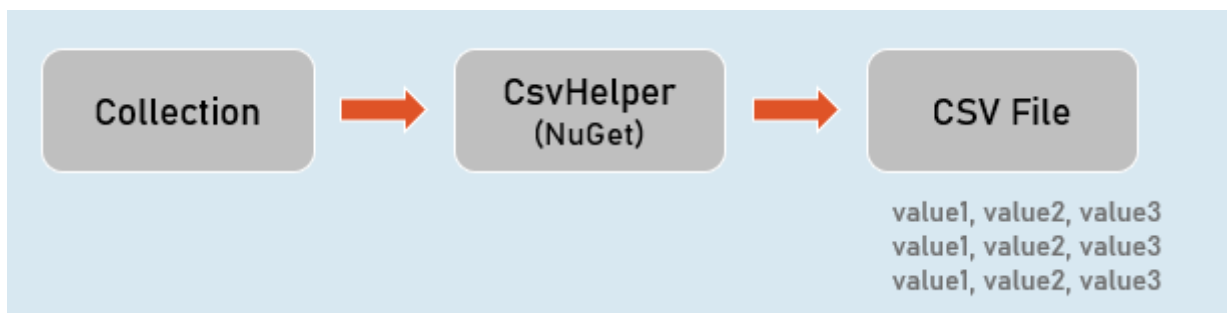 Collection
CsvHelper
(NuGet)
CSV File
value1, value2, value3
value1, value2, value3
value1, value2, value3